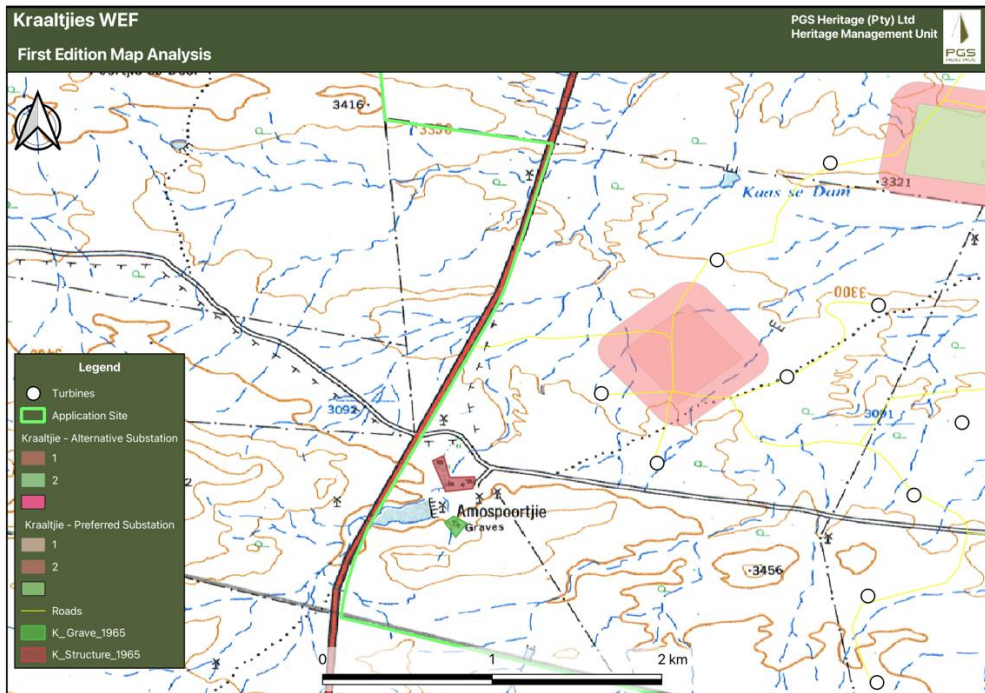 Kraaltjies WEF
First Edition Map Analysis
PGS Heritage (Pty) Ltd
Heritage Management Unit
PGS
3416
3350
Kaas se Dam
3321
3300
3092
3091
2
Amospoortjie
Graves
3456
Legend
Turbines
Application Site
Kraaltjie - Alternative Substation
1
2
Kraaltjie - Preferred Substation
1
2
Roads
K_Grave_1965
K_Structure_1965
0 1 2 km